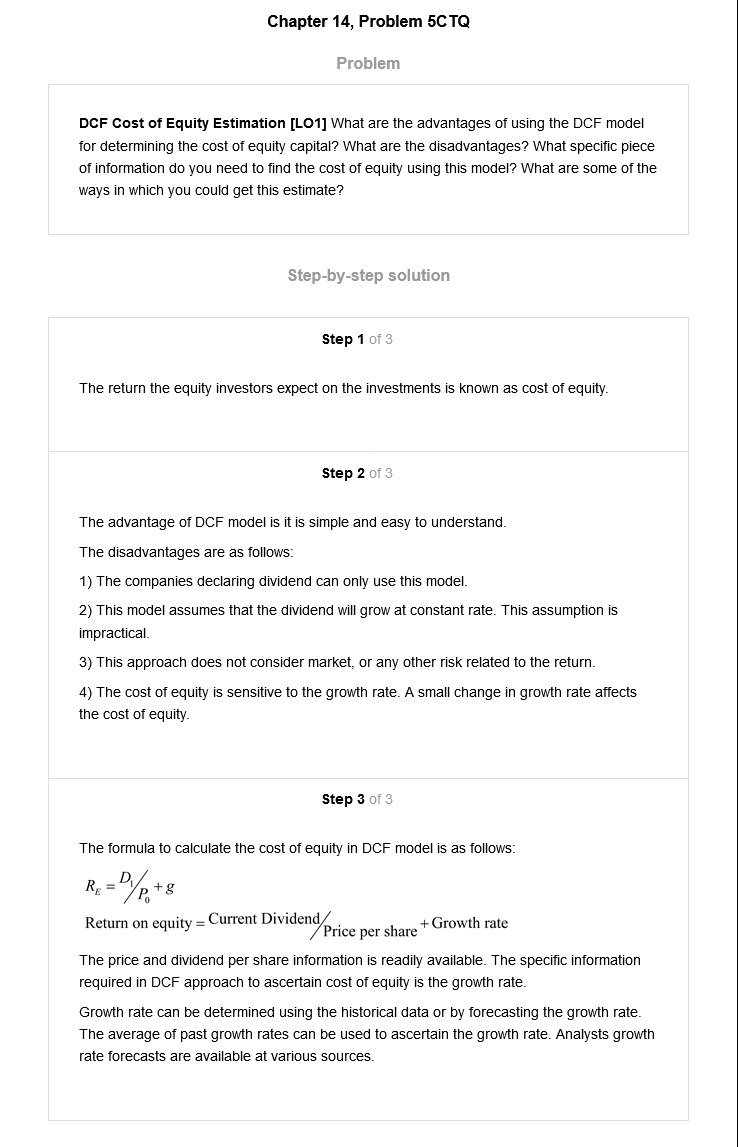 Chapter 14, Problem 5CTQ
Problem
DCF Cost of Equity Estimation [LO1] What are the advantages of using the DCF model
for determining the cost of equity capital? What are the disadvantages? What specific piece
of information do you need to find the cost of equity using this model? What are some of the
ways in which you could get this estimate?
Step-by-step solution
Step 1 of 3
The return the equity investors expect on the investments is known as cost of equity.
Step 2 of 3
The advantage of DCF model is it is simple and easy to understand.
The disadvantages are as follows:
1) The companies declaring dividend can only use this model.
2) This model assumes that the dividend will grow at constant rate. This assumption is
impractical.
3) This approach does not consider market, or any other risk related to the return.
4) The cost of equity is sensitive to the growth rate. A small change in growth rate affects
the cost of equity.
Step 3 of 3
The formula to calculate the cost of equity in DCF model is as follows:
R_E = D_1/P_0 + g
Return on equity = Current Dividend/Price per share + Growth rate
The price and dividend per share information is readily available. The specific information
required in DCF approach to ascertain cost of equity is the growth rate.
Growth rate can be determined using the historical data or by forecasting the growth rate.
The average of past growth rates can be used to ascertain the growth rate. Analysts growth
rate forecasts are available at various sources.